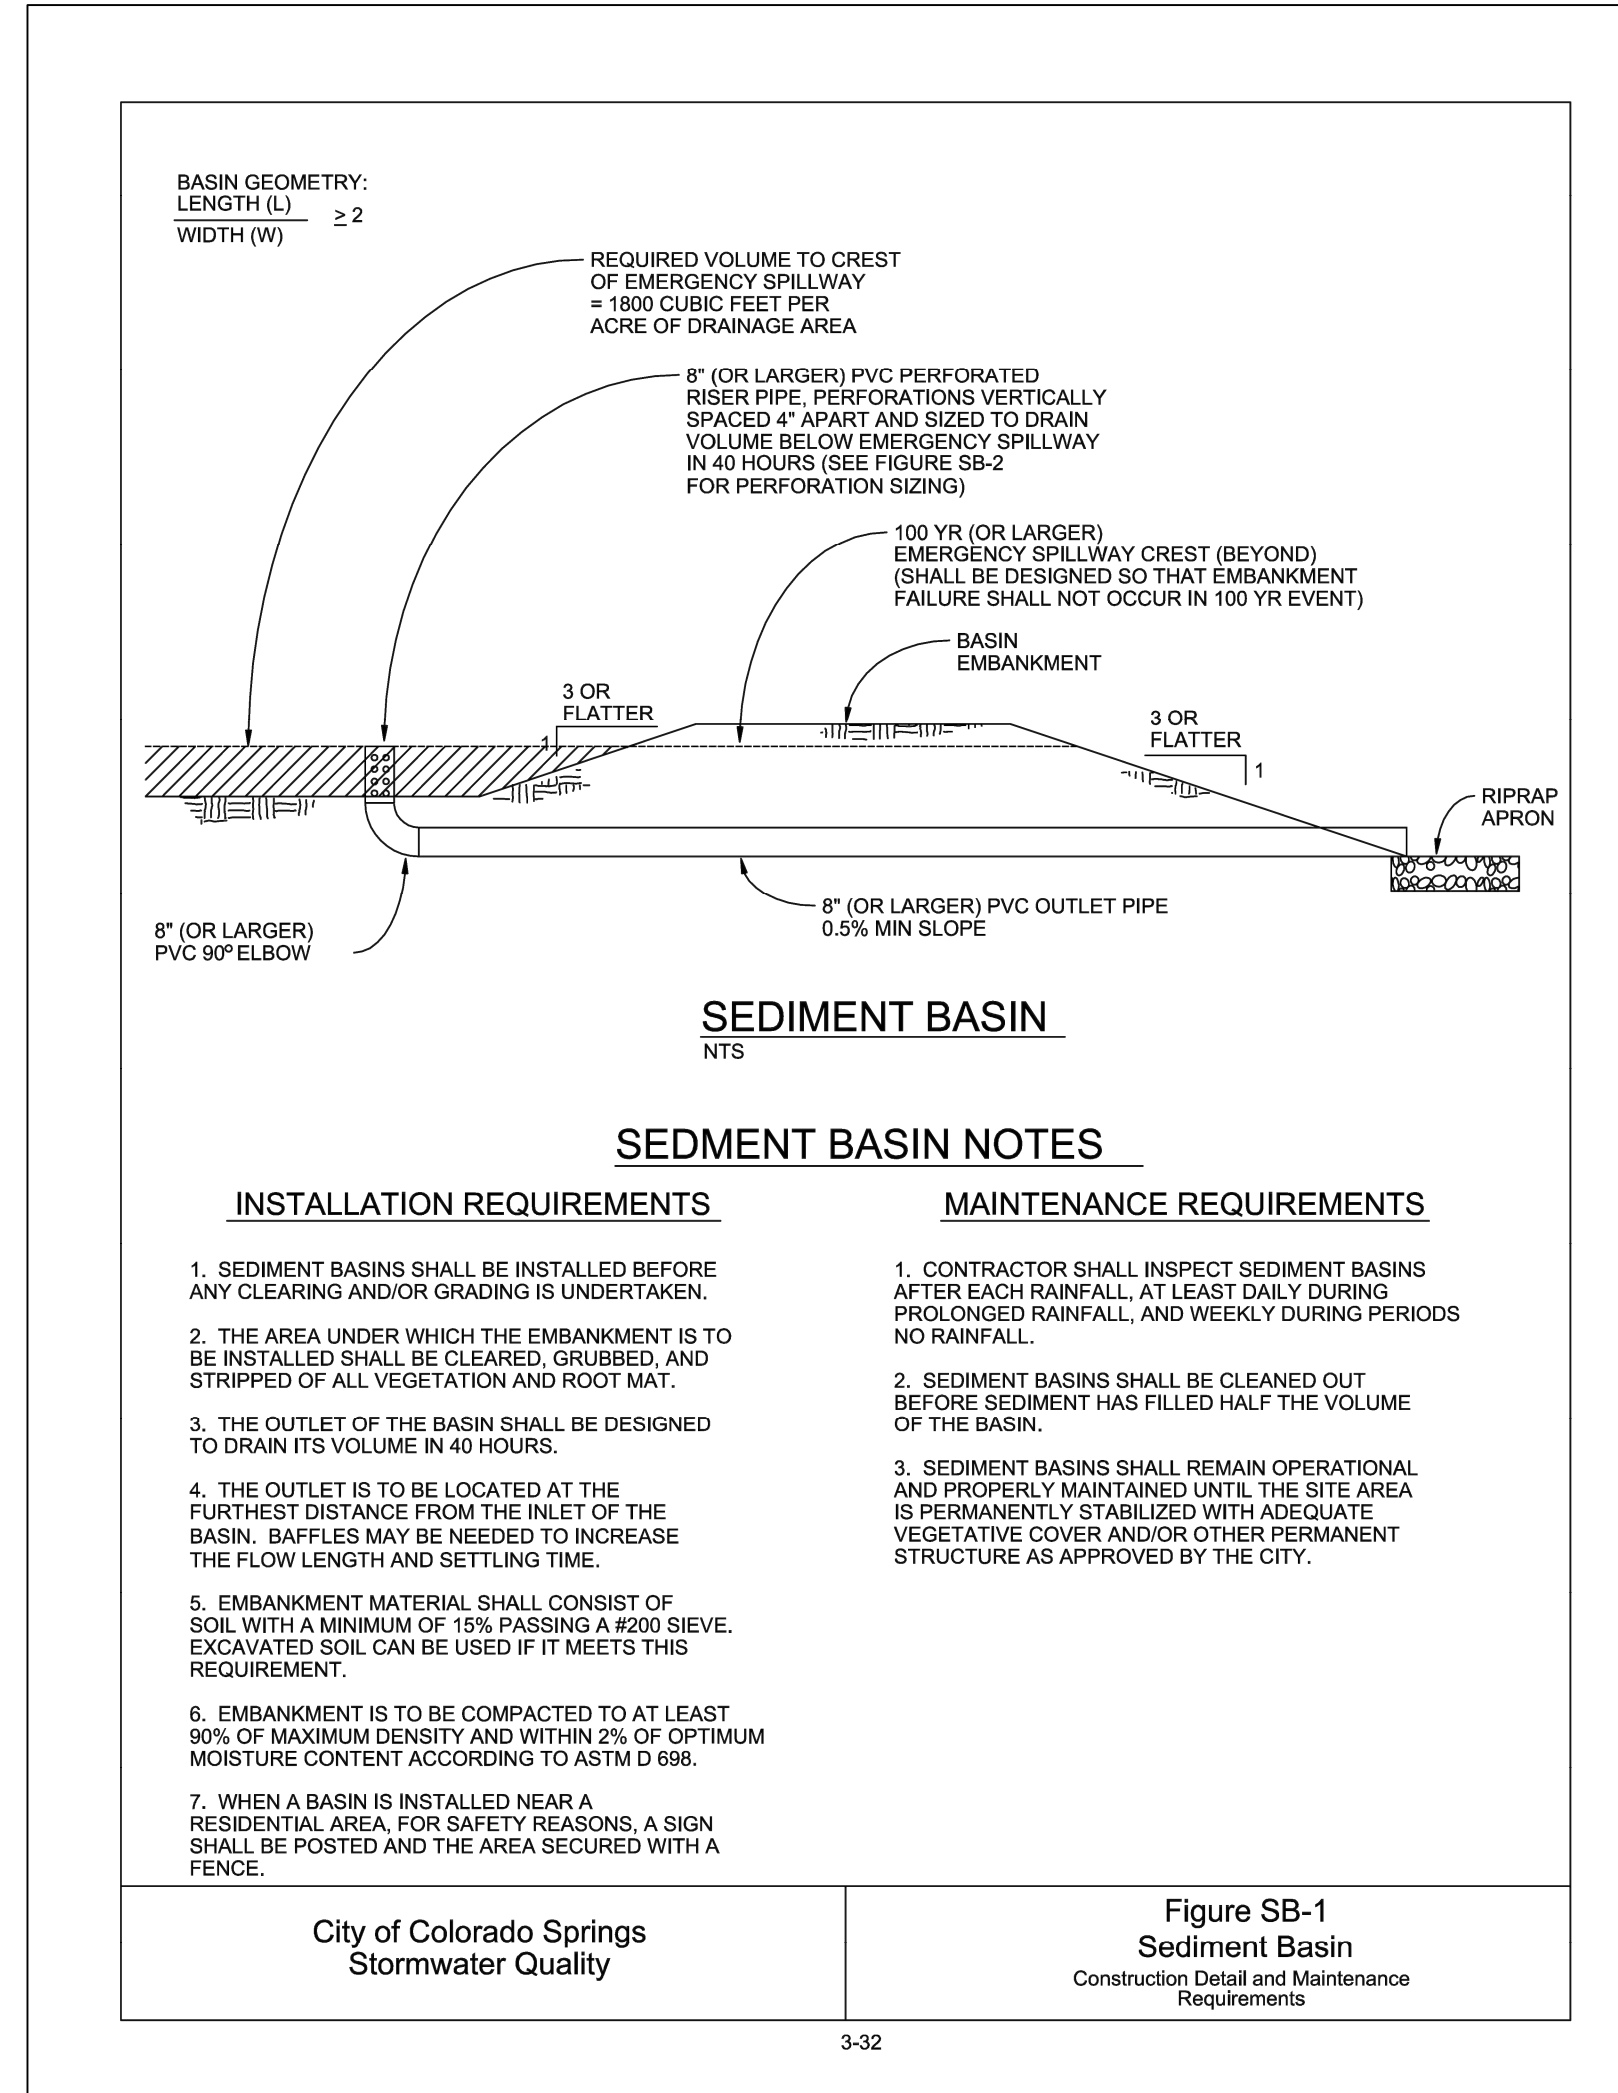 BASIN GEOMETRY:
LENGTH (L)
WIDTH (W)
≥ 2
REQUIRED VOLUME TO CREST
OF EMERGENCY SPILLWAY
= 1800 CUBIC FEET PER
ACRE OF DRAINAGE AREA
8" (OR LARGER) PVC PERFORATED
RISER PIPE, PERFORATIONS VERTICALLY
SPACED 4" APART AND SIZED TO DRAIN
VOLUME BELOW EMERGENCY SPILLWAY
IN 40 HOURS (SEE FIGURE SB-2
FOR PERFORATION SIZING)
100 YR (OR LARGER)
EMERGENCY SPILLWAY CREST (BEYOND)
(SHALL BE DESIGNED SO THAT EMBANKMENT
FAILURE SHALL NOT OCCUR IN 100 YR EVENT)
BASIN
EMBANKMENT
3 OR
FLATTER
1
3 OR
FLATTER
1
RIPRAP
APRON
8" (OR LARGER) PVC OUTLET PIPE
0.5% MIN SLOPE
8" (OR LARGER)
PVC 90º ELBOW
SEDIMENT BASIN
NTS
SEDMENT BASIN NOTES
INSTALLATION REQUIREMENTS
1. SEDIMENT BASINS SHALL BE INSTALLED BEFORE
ANY CLEARING AND/OR GRADING IS UNDERTAKEN.
2. THE AREA UNDER WHICH THE EMBANKMENT IS TO
BE INSTALLED SHALL BE CLEARED, GRUBBED, AND
STRIPPED OF ALL VEGETATION AND ROOT MAT.
3. THE OUTLET OF THE BASIN SHALL BE DESIGNED
TO DRAIN ITS VOLUME IN 40 HOURS.
4. THE OUTLET IS TO BE LOCATED AT THE
FURTHEST DISTANCE FROM THE INLET OF THE
BASIN. BAFFLES MAY BE NEEDED TO INCREASE
THE FLOW LENGTH AND SETTLING TIME.
5. EMBANKMENT MATERIAL SHALL CONSIST OF
SOIL WITH A MINIMUM OF 15% PASSING A #200 SIEVE.
EXCAVATED SOIL CAN BE USED IF IT MEETS THIS
REQUIREMENT.
6. EMBANKMENT IS TO BE COMPACTED TO AT LEAST
90% OF MAXIMUM DENSITY AND WITHIN 2% OF OPTIMUM
MOISTURE CONTENT ACCORDING TO ASTM D 698.
7. WHEN A BASIN IS INSTALLED NEAR A
RESIDENTIAL AREA, FOR SAFETY REASONS, A SIGN
SHALL BE POSTED AND THE AREA SECURED WITH A
FENCE.
MAINTENANCE REQUIREMENTS
1. CONTRACTOR SHALL INSPECT SEDIMENT BASINS
AFTER EACH RAINFALL, AT LEAST DAILY DURING
PROLONGED RAINFALL, AND WEEKLY DURING PERIODS
NO RAINFALL.
2. SEDIMENT BASINS SHALL BE CLEANED OUT
BEFORE SEDIMENT HAS FILLED HALF THE VOLUME
OF THE BASIN.
3. SEDIMENT BASINS SHALL REMAIN OPERATIONAL
AND PROPERLY MAINTAINED UNTIL THE SITE AREA
IS PERMANENTLY STABILIZED WITH ADEQUATE
VEGETATIVE COVER AND/OR OTHER PERMANENT
STRUCTURE AS APPROVED BY THE CITY.
City of Colorado Springs
Stormwater Quality
Figure SB-1
Sediment Basin
Construction Detail and Maintenance
Requirements
3-32